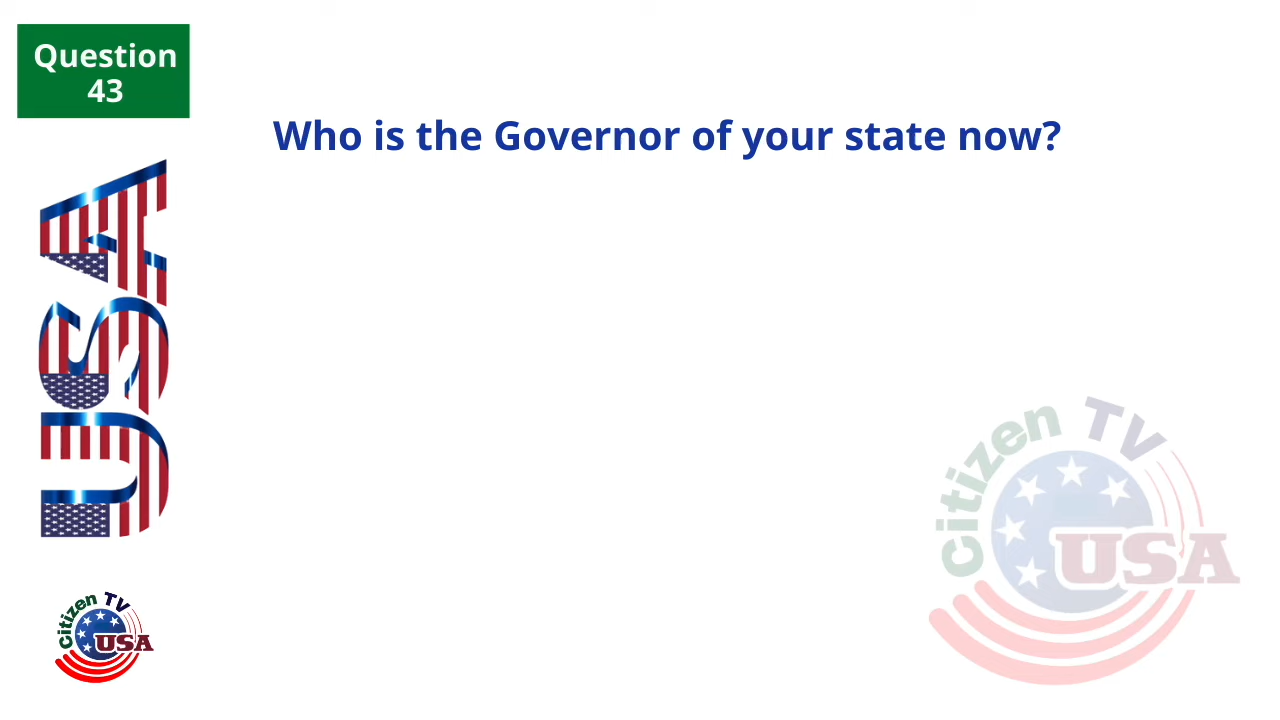 Question
43
Who is the Governor of your state now?
USA
Citizen TV
USA
Citizen TV
USA